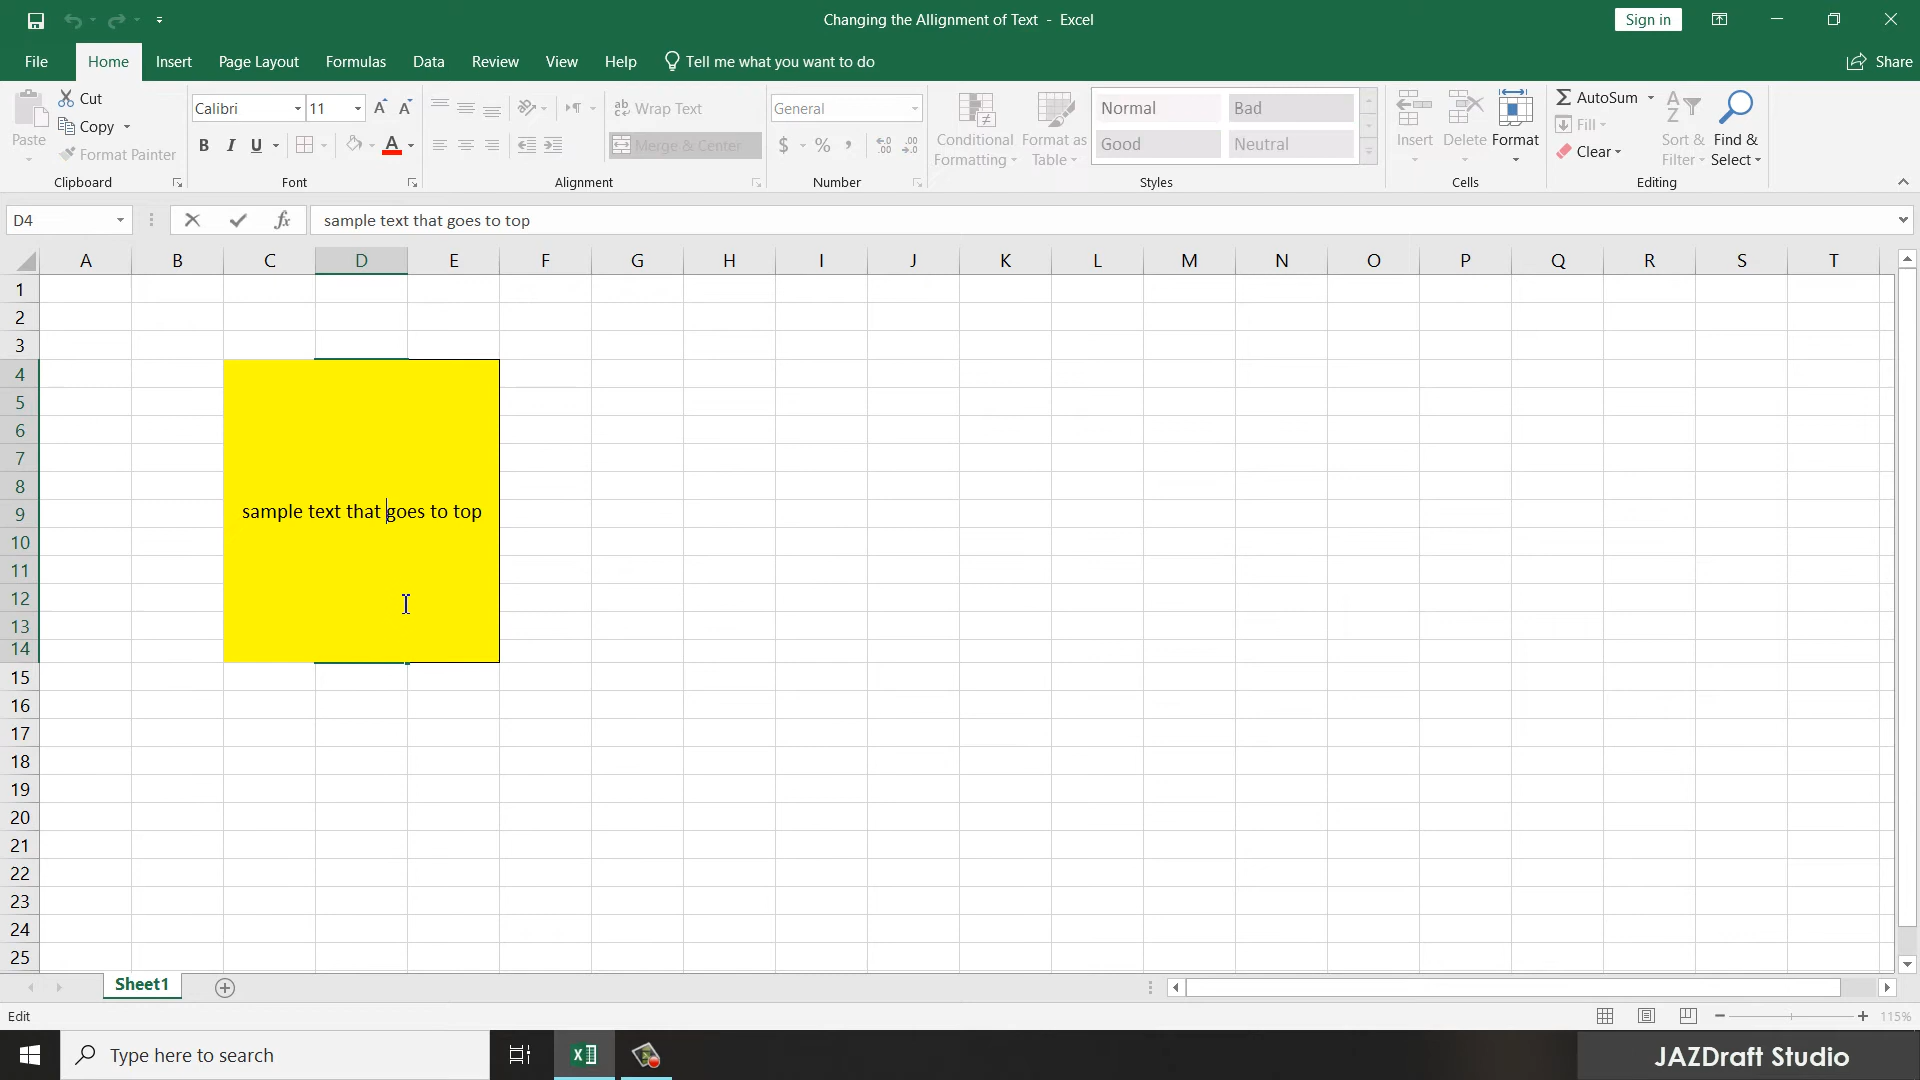 Changing the Allignment of Text - Excel
Sign in
File Home Insert Page Layout Formulas Data Review View Help Tell me what you want to do Share
Paste
Cut
Copy
Format Painter
Clipboard
Calibri 11 A A
B I U A
Font
ab Wrap Text
Merge & Center
Alignment
General
$ % ,
Number
Conditional Formatting
Format as Table
Normal Bad
Good Neutral
Styles
Insert Delete Format
Cells
AutoSum
Fill
Clear
Sort & Filter
Find & Select
Editing
D4 fx sample text that goes to top
A B C D E F G H I J K L M N O P Q R S T
1
2
3
4
5
6
7
8
9
10
11
12
13
14
15
16
17
18
19
20
21
22
23
24
25
sample text that goes to top
Sheet1
Edit
115%
Type here to search
JAZDraft Studio